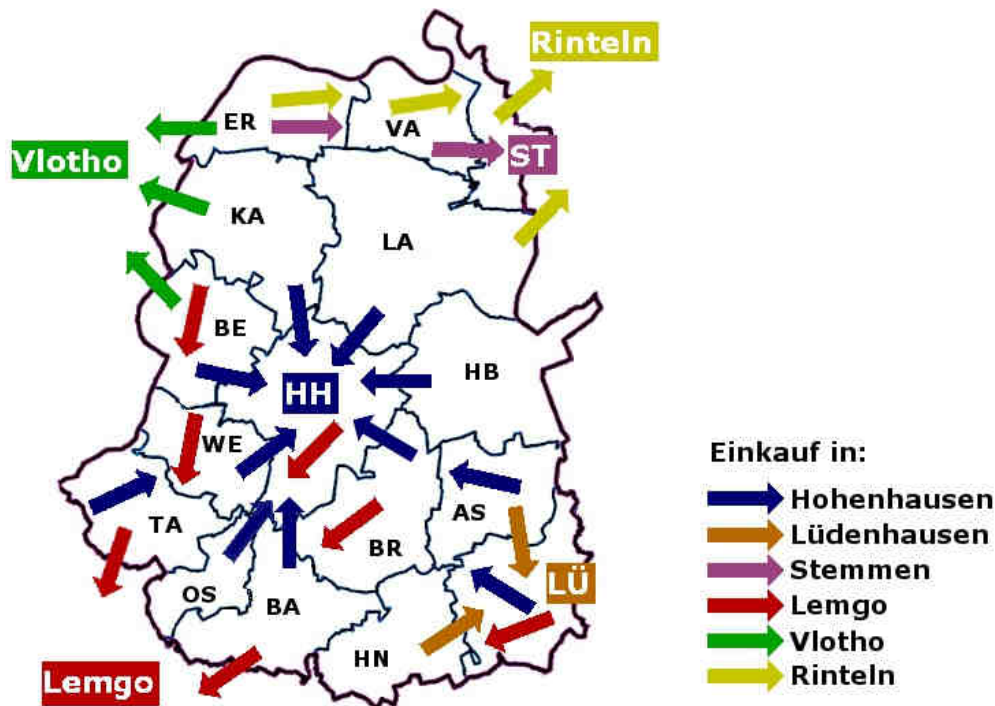 Rinteln
ER
VA
ST
Vlotho
KA
LA
BE
HB
HH
WE
TA
AS
BR
LÜ
OS
BA
HN
Lemgo
Einkauf in:
Hohenhausen
Lüdenhausen
Stemmen
Lemgo
Vlotho
Rinteln